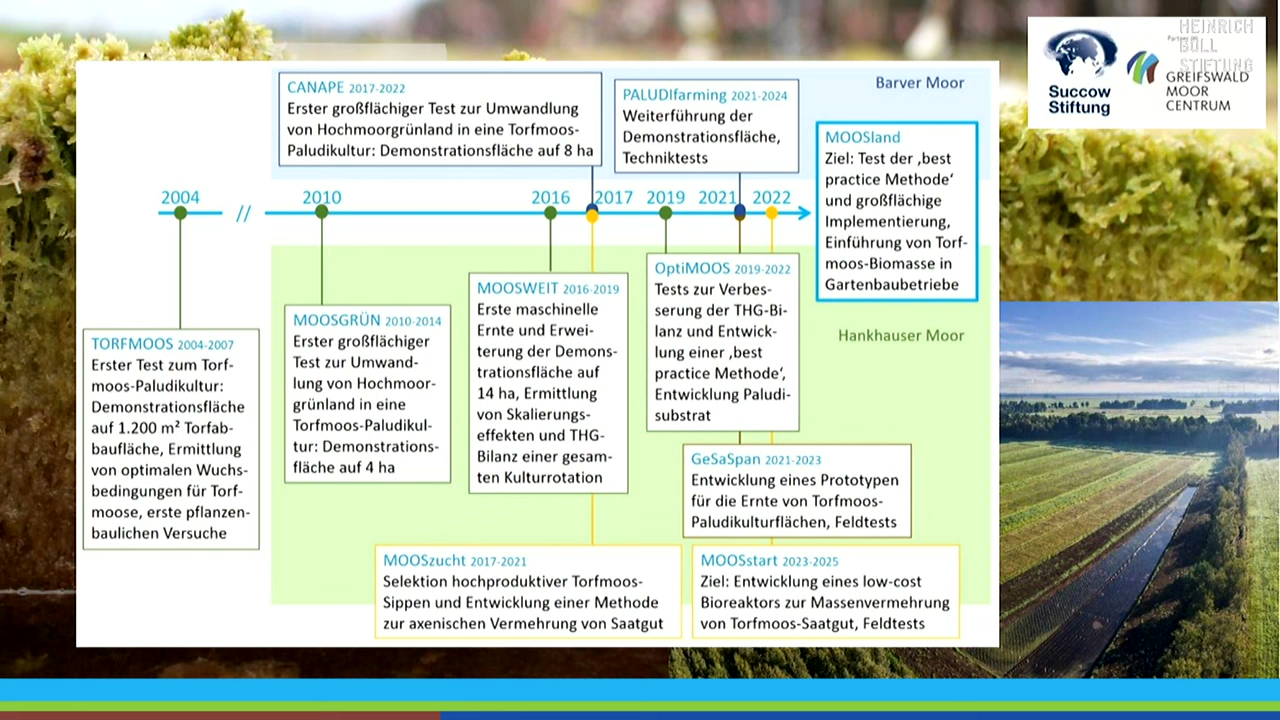 CANAPE 2017-2022
Erster großflächiger Test zur Umwandlung
von Hochmoorgrünland in eine Torfmoos-
Paludikultur: Demonstrationsfläche auf 8 ha
PALUDIfarming 2021-2024
Weiterführung der
Demonstrationsfläche,
Techniktests
Barver Moor
MOOSland
Ziel: Test der ‚best
practice Methode‘
und großflächige
Implementierung,
Einführung von Torf-
moos-Biomasse in
Gartenbaubetriebe
2004 // 2010 2016 2017 2019 2021 2022
Hankhauser Moor
TORFMOOS 2004-2007
Erster Test zum Torf-
moos-Paludikultur:
Demonstrationsfläche
auf 1.200 m² Torfab-
baufläche, Ermittlung
von optimalen Wuchs-
bedingungen für Torf-
moose, erste pflanzen-
baulichen Versuche
MOOSGRÜN 2010-2014
Erster großflächiger
Test zur Umwand-
lung von Hochmoor-
grünland in eine
Torfmoos-Paludikul-
tur: Demonstrations-
fläche auf 4 ha
MOOSWEIT 2016-2019
Erste maschinelle
Ernte und Erwei-
terung der Demons-
trationsfläche auf
14 ha, Ermittlung
von Skalierungs-
effekten und THG-
Bilanz einer gesam-
ten Kulturrotation
OptiMOOS 2019-2022
Tests zur Verbes-
serung der THG-Bi-
lanz und Entwick-
lung einer ‚best
practice Methode‘,
Entwicklung Paludi-
substrat
GeSaSpan 2021-2023
Entwicklung eines Prototypen
für die Ernte von Torfmoos-
Paludikulturflächen, Feldtests
MOOSzucht 2017-2021
Selektion hochproduktiver Torfmoos-
Sippen und Entwicklung einer Methode
zur axenischen Vermehrung von Saatgut
MOOSstart 2023-2025
Ziel: Entwicklung eines low-cost
Bioreaktors zur Massenvermehrung
von Torfmoos-Saatgut, Feldtests
Succow
Stiftung
Partner im
GREIFSWALD
MOOR
CENTRUM
HEINRICH
BÖLL
STIFTUNG